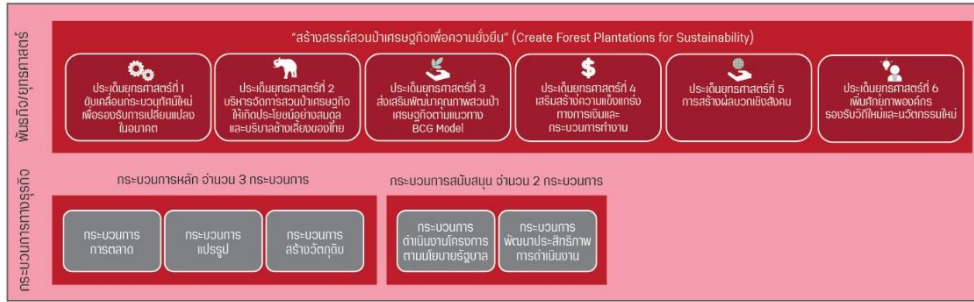 พันธกิจ/ยุทธศาสตร์
"สร้างสรรค์สวนป่าเศรษฐกิจเพื่อความยั่งยืน" (Create Forest Plantations for Sustainability)
ประเด็นยุทธศาสตร์ที่ 1
ขับเคลื่อนกระบวนทัศน์ใหม่
เพื่อรองรับการเปลี่ยนแปลง
ในอนาคต
ประเด็นยุทธศาสตร์ที่ 2
บริหารจัดการสวนป่าเศรษฐกิจ
ให้เกิดประโยชน์อย่างสมดุล
และบริบาลช้างเลี้ยงของไทย
ประเด็นยุทธศาสตร์ที่ 3
ส่งเสริมพัฒนาคุณภาพสวนป่า
เศรษฐกิจตามแนวทาง
BCG Model
ประเด็นยุทธศาสตร์ที่ 4
เสริมสร้างความแข็งแกร่ง
ทางการเงินและ
กระบวนการทำงาน
ประเด็นยุทธศาสตร์ที่ 5
การสร้างผลบวกเชิงสังคม
ประเด็นยุทธศาสตร์ที่ 6
เพิ่มศักยภาพองค์กร
รองรับวิถีใหม่และนวัตกรรมใหม่
กระบวนการทางธุรกิจ
กระบวนการหลัก จำนวน 3 กระบวนการ
กระบวนการ
การตลาด
กระบวนการ
แปรรูป
กระบวนการ
สร้างวัตถุดิบ
กระบวนการสนับสนุน จำนวน 2 กระบวนการ
กระบวนการ
ดำเนินงานโครงการ
ตามนโยบายรัฐบาล
กระบวนการ
พัฒนาประสิทธิภาพ
การดำเนินงาน